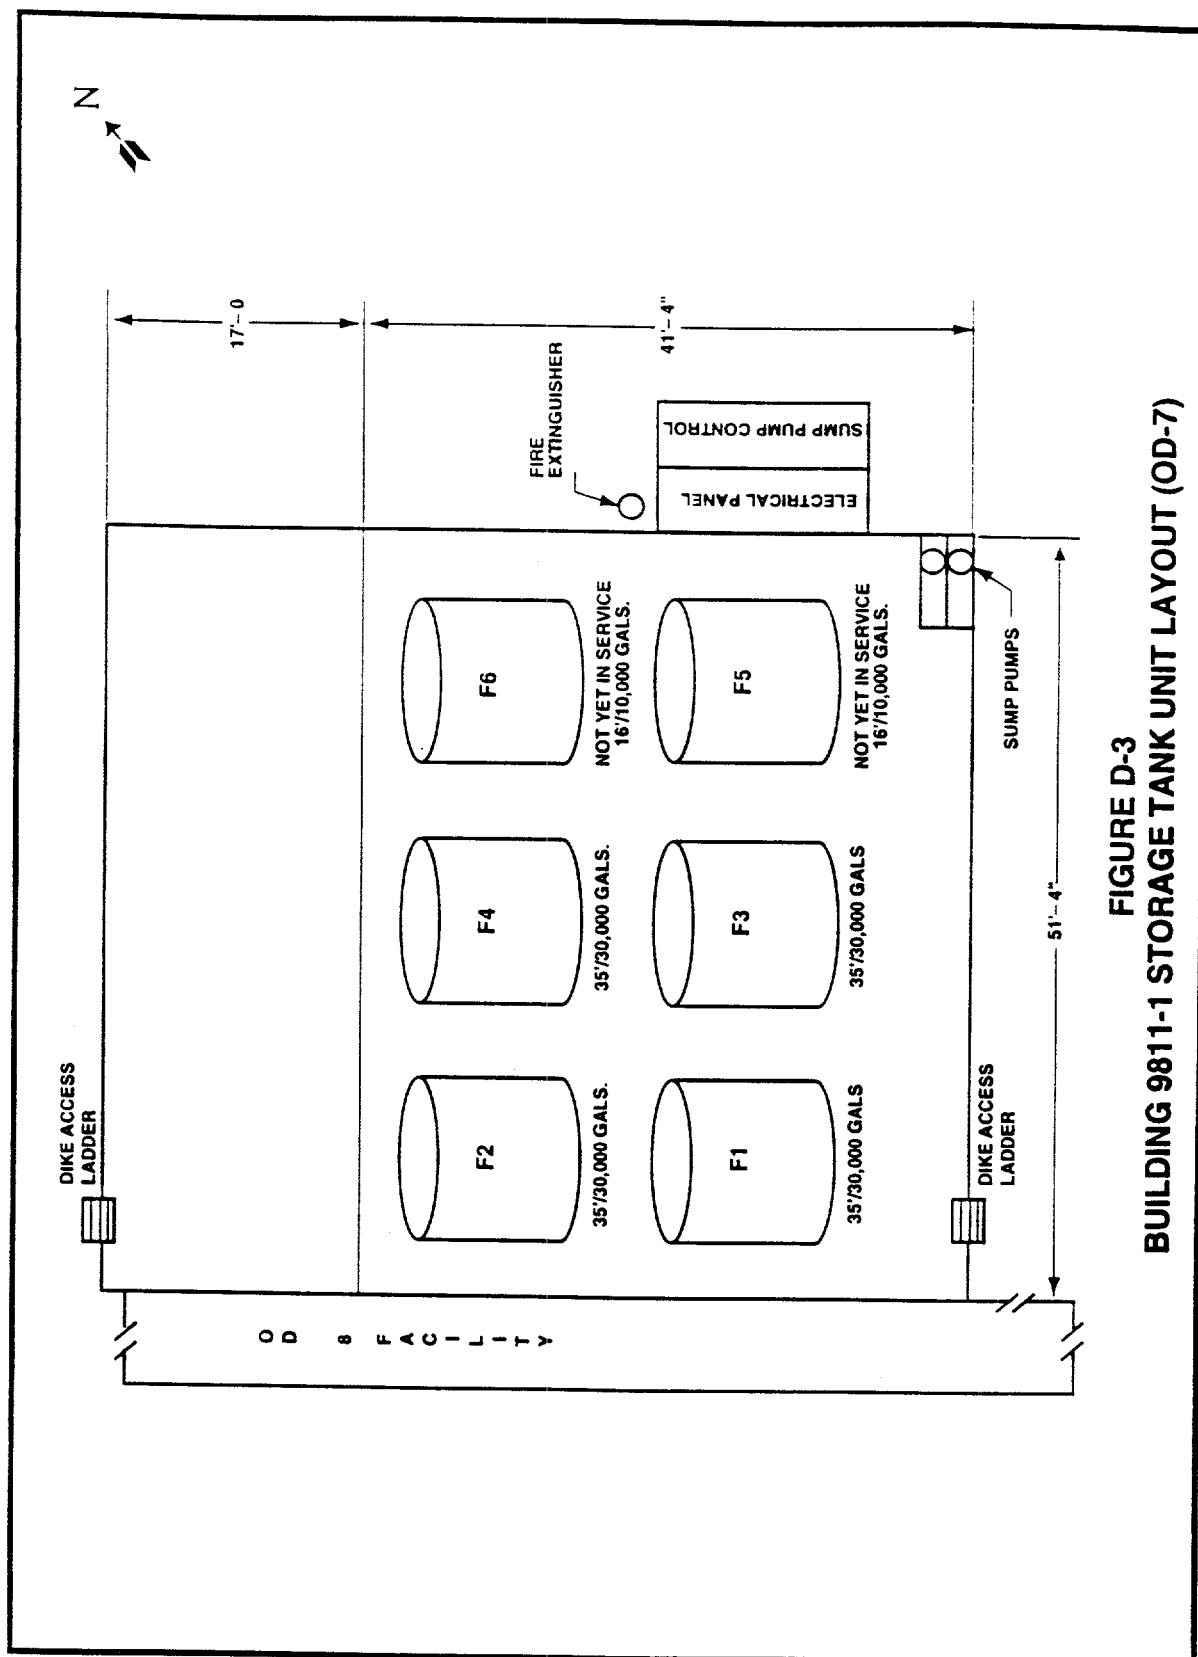 N
DIKE ACCESS
LADDER
17'–0
OD 8 FACILITY
FIRE
EXTINGUISHER
F2
F4
F6
35'/30,000 GALS.
35'/30,000 GALS.
NOT YET IN SERVICE
16'/10,000 GALS.
41'–4"
ELECTRICAL PANEL
SUMP PUMP CONTROL
F1
F3
F5
35'/30,000 GALS
35'/30,000 GALS
NOT YET IN SERVICE
16'/10,000 GALS.
DIKE ACCESS
LADDER
SUMP PUMPS
51'–4"
FIGURE D-3
BUILDING 9811-1 STORAGE TANK UNIT LAYOUT (OD-7)